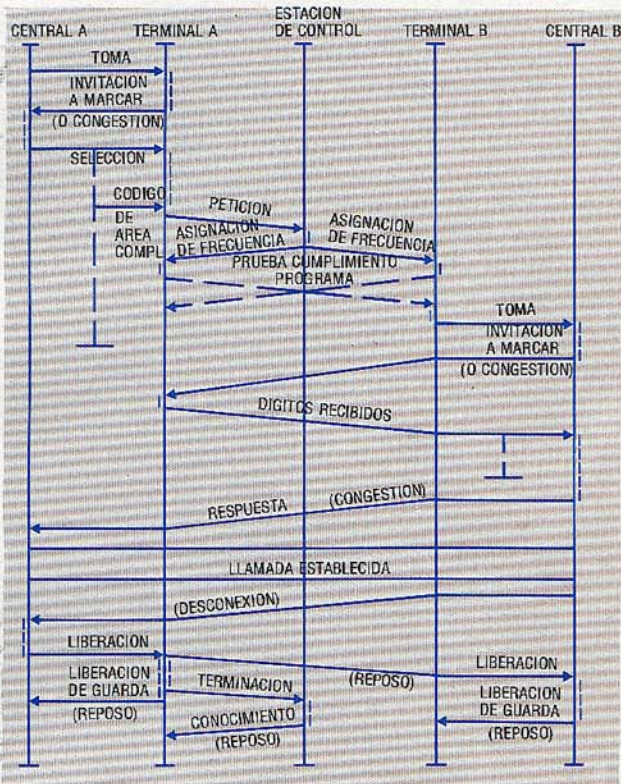 CENTRAL A
TERMINAL A
ESTACION
DE CONTROL
TERMINAL B
CENTRAL B
TOMA
INVITACION
A MARCAR
(O CONGESTION)
SELECCION
CODIGO
DE
AREA
COMPL
PETICION
ASIGNACION
DE FRECUENCIA
ASIGNACION
DE FRECUENCIA
PRUEBA CUMPLIMIENTO
PROGRAMA
TOMA
INVITACION
A MARCAR
(O CONGESTION)
DIGITOS RECIBIDOS
RESPUESTA
(CONGESTION)
LLAMADA ESTABLECIDA
(DESCONEXION)
LIBERACION
(REPOSO)
LIBERACION
LIBERACION
DE GUARDA
(REPOSO)
TERMINACION
LIBERACION
DE GUARDA
(REPOSO)
CONOCIMIENTO
(REPOSO)